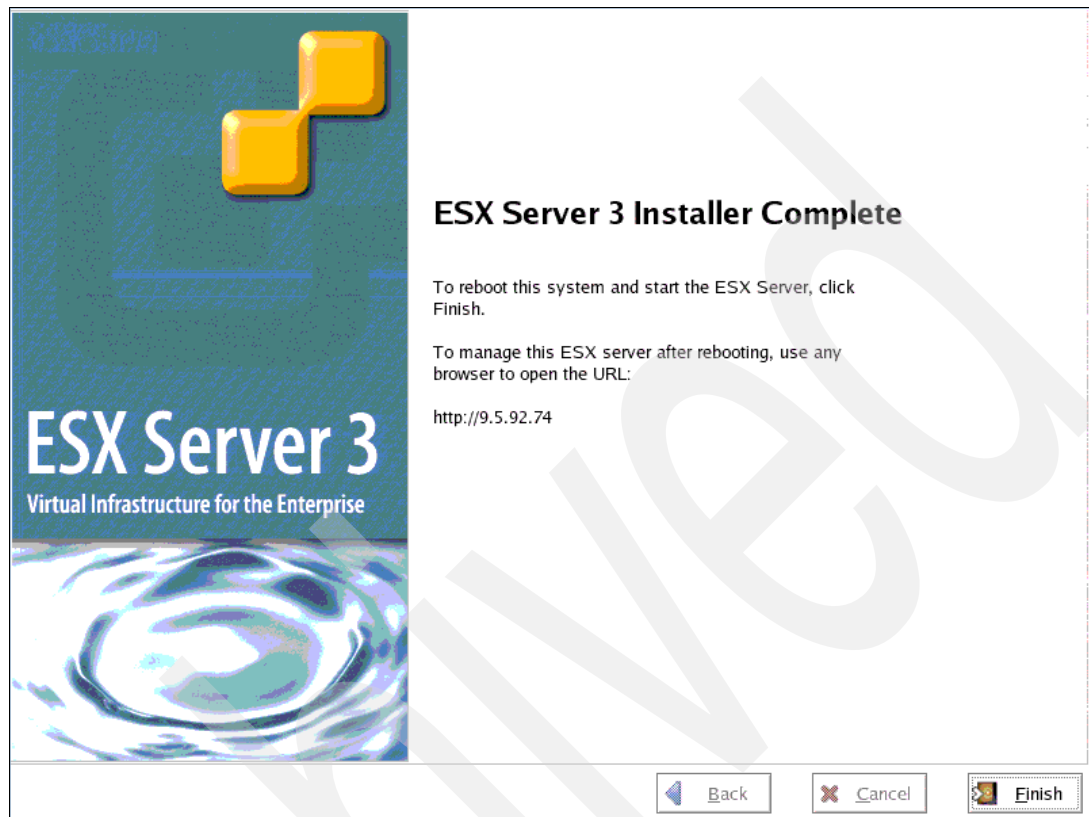 ESX Server 3 Installer Complete
To reboot this system and start the ESX Server, click
Finish.
To manage this ESX server after rebooting, use any
browser to open the URL:
http://9.5.92.74
ESX Server 3
Virtual Infrastructure for the Enterprise
Back
Cancel
Finish